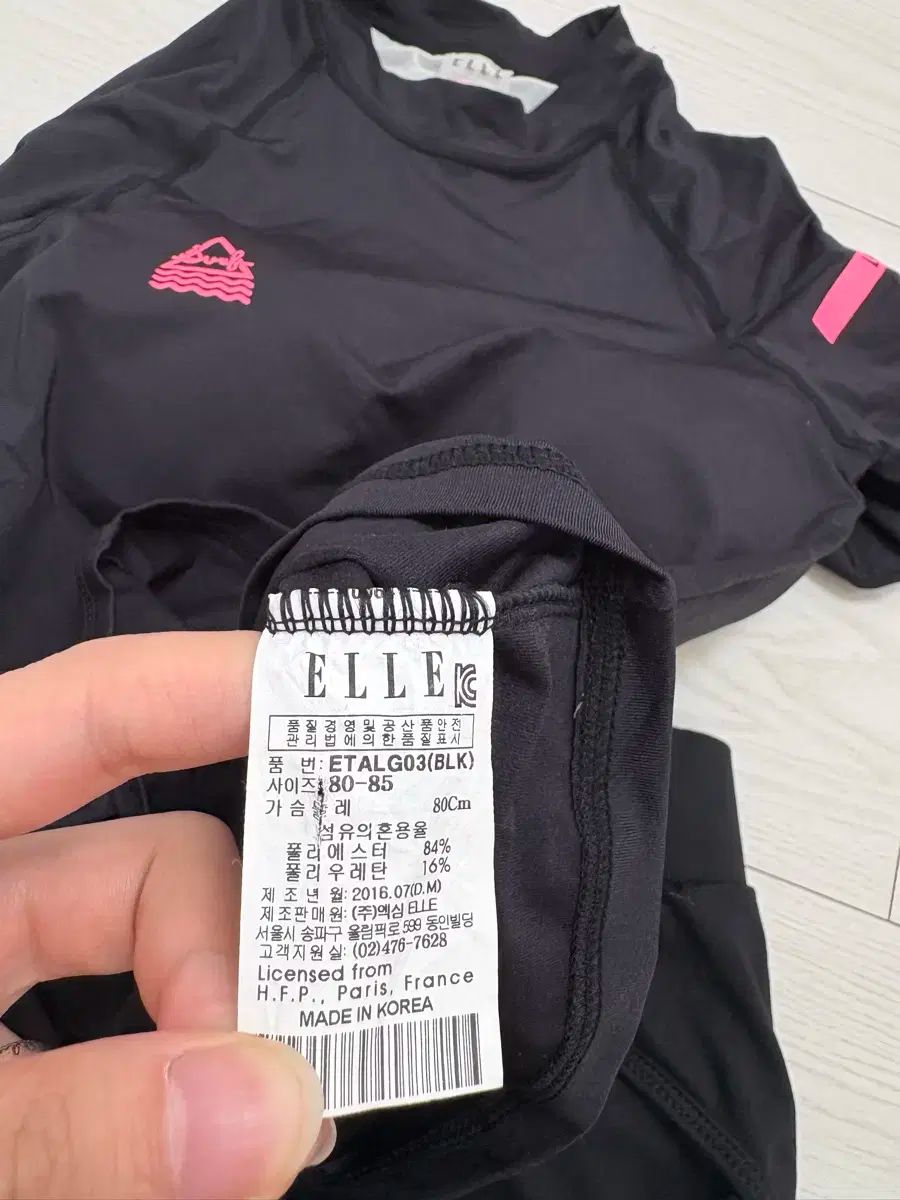 ELLE
Surf
ELLE
품질경영및공산품안전
관리법에의한품질표시
품 번: ETALG03(BLK)
사이즈: 80-85
가슴둘레 80Cm
섬유의혼용율
폴리에스터 84%
폴리우레탄 16%
제조년월: 2016.07(D.M)
제조판매원: (주)엑심 ELLE
서울시 송파구 올림픽로 599 동인빌딩
고객지원실: (02)476-7628
Licensed from
H.F.P., Paris, France
MADE IN KOREA